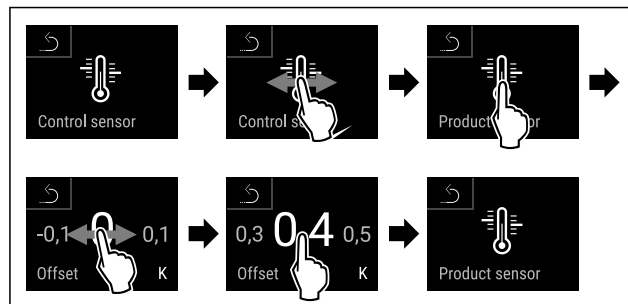 Control sensor
Control
Product
-0,1 0 0,1
Offset K
0,3 0,4 0,5
Offset K
Product sensor